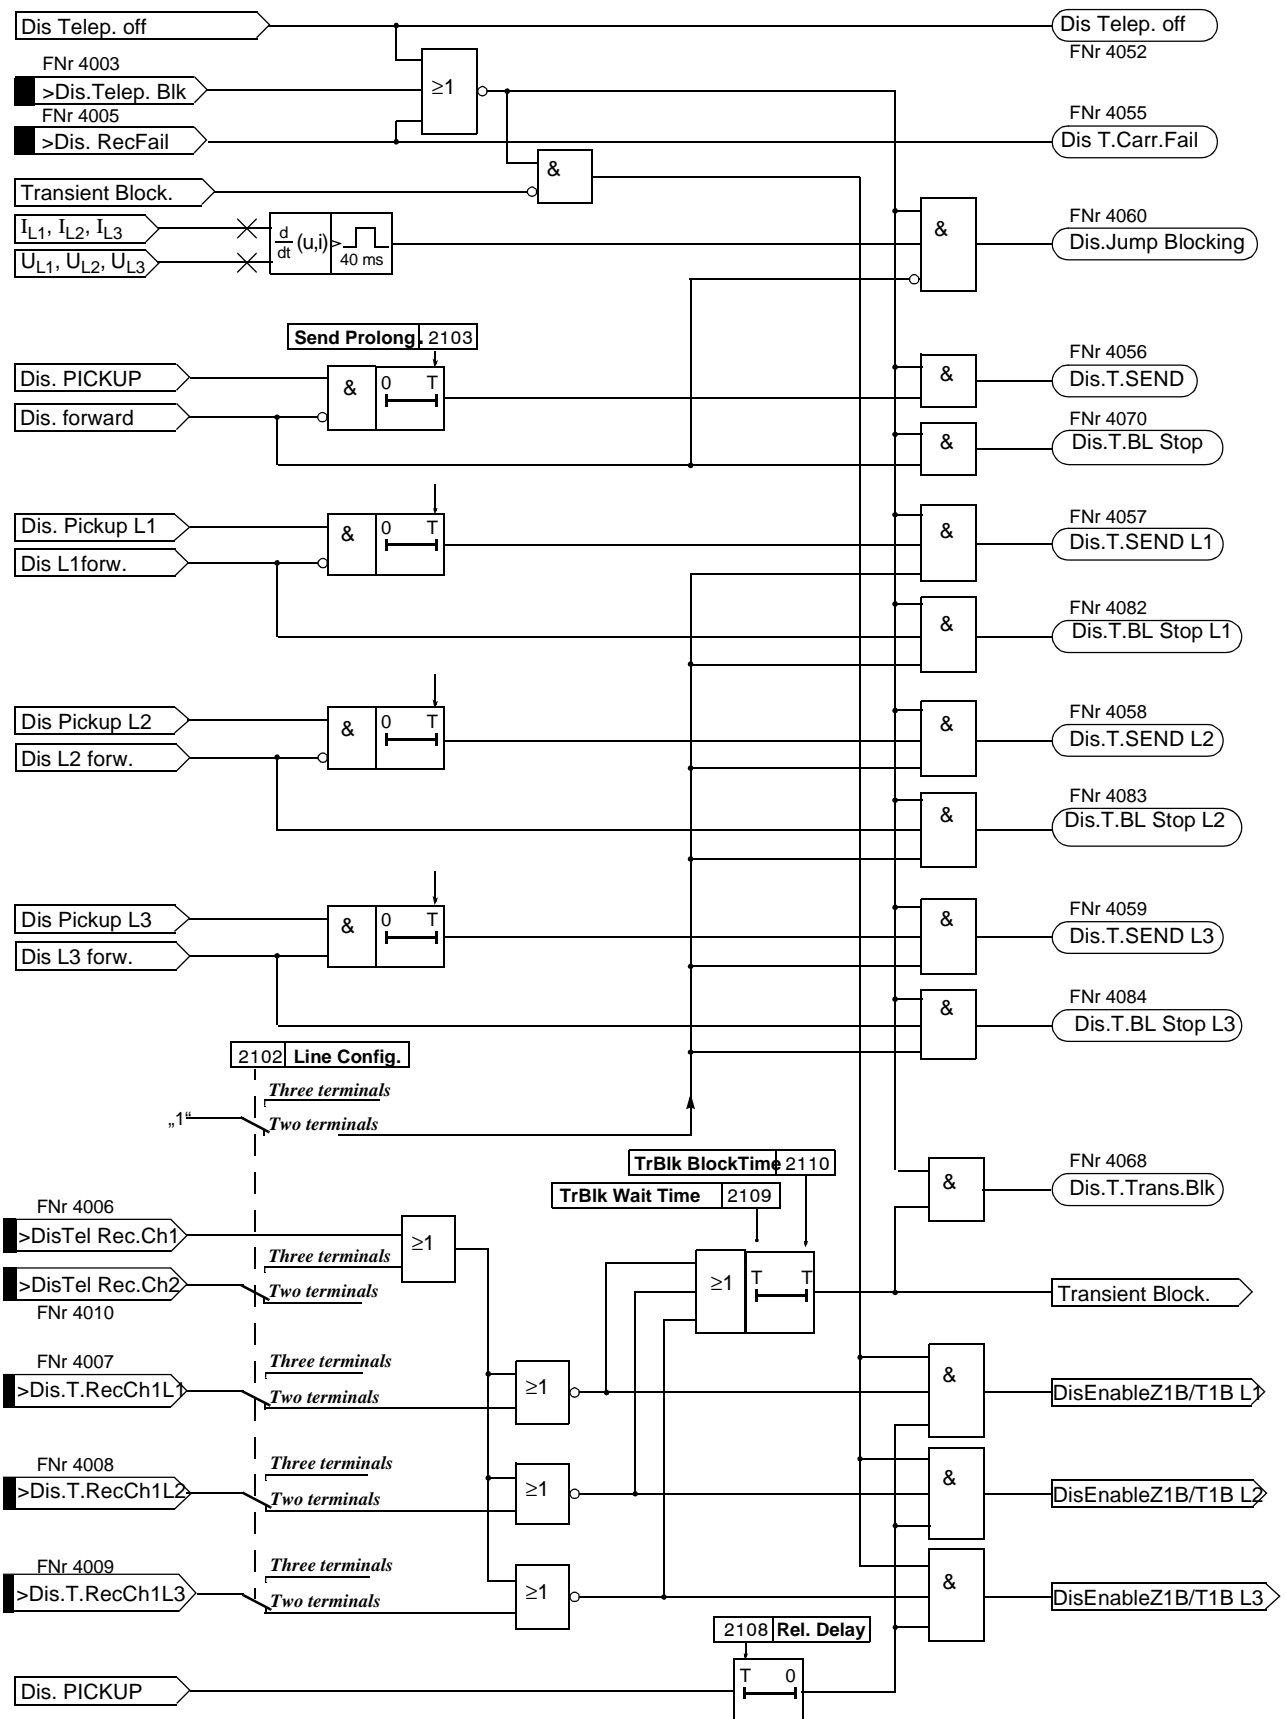 Dis Telep. off
Dis Telep. off
FNr 4052
FNr 4003
>Dis.Telep. Blk
≥1
FNr 4005
>Dis. RecFail
FNr 4055
Dis T.Carr.Fail
&
Transient Block.
IL1, IL2, IL3
UL1, UL2, UL3
d
dt
(u,i)
>
40 ms
&
FNr 4060
Dis.Jump Blocking
Send Prolong. 2103
Dis. PICKUP
Dis. forward
&
0 T
&
FNr 4056
Dis.T.SEND
&
FNr 4070
Dis.T.BL Stop
Dis. Pickup L1
Dis L1forw.
&
0 T
&
FNr 4057
Dis.T.SEND L1
&
FNr 4082
Dis.T.BL Stop L1
Dis Pickup L2
Dis L2 forw.
&
0 T
&
FNr 4058
Dis.T.SEND L2
&
FNr 4083
Dis.T.BL Stop L2
Dis Pickup L3
Dis L3 forw.
&
0 T
&
FNr 4059
Dis.T.SEND L3
&
FNr 4084
Dis.T.BL Stop L3
2102 Line Config.
Three terminals
„1“
Two terminals
TrBlk BlockTime 2110
TrBlk Wait Time 2109
&
FNr 4068
Dis.T.Trans.Blk
FNr 4006
>DisTel Rec.Ch1
≥1
Three terminals
>DisTel Rec.Ch2
Two terminals
FNr 4010
≥1
T T
Transient Block.
FNr 4007
Three terminals
>Dis.T.RecCh1L1
Two terminals
≥1
&
DisEnableZ1B/T1B L1
FNr 4008
Three terminals
>Dis.T.RecCh1L2
Two terminals
≥1
&
DisEnableZ1B/T1B L2
FNr 4009
Three terminals
>Dis.T.RecCh1L3
Two terminals
≥1
&
DisEnableZ1B/T1B L3
2108 Rel. Delay
Dis. PICKUP
T 0